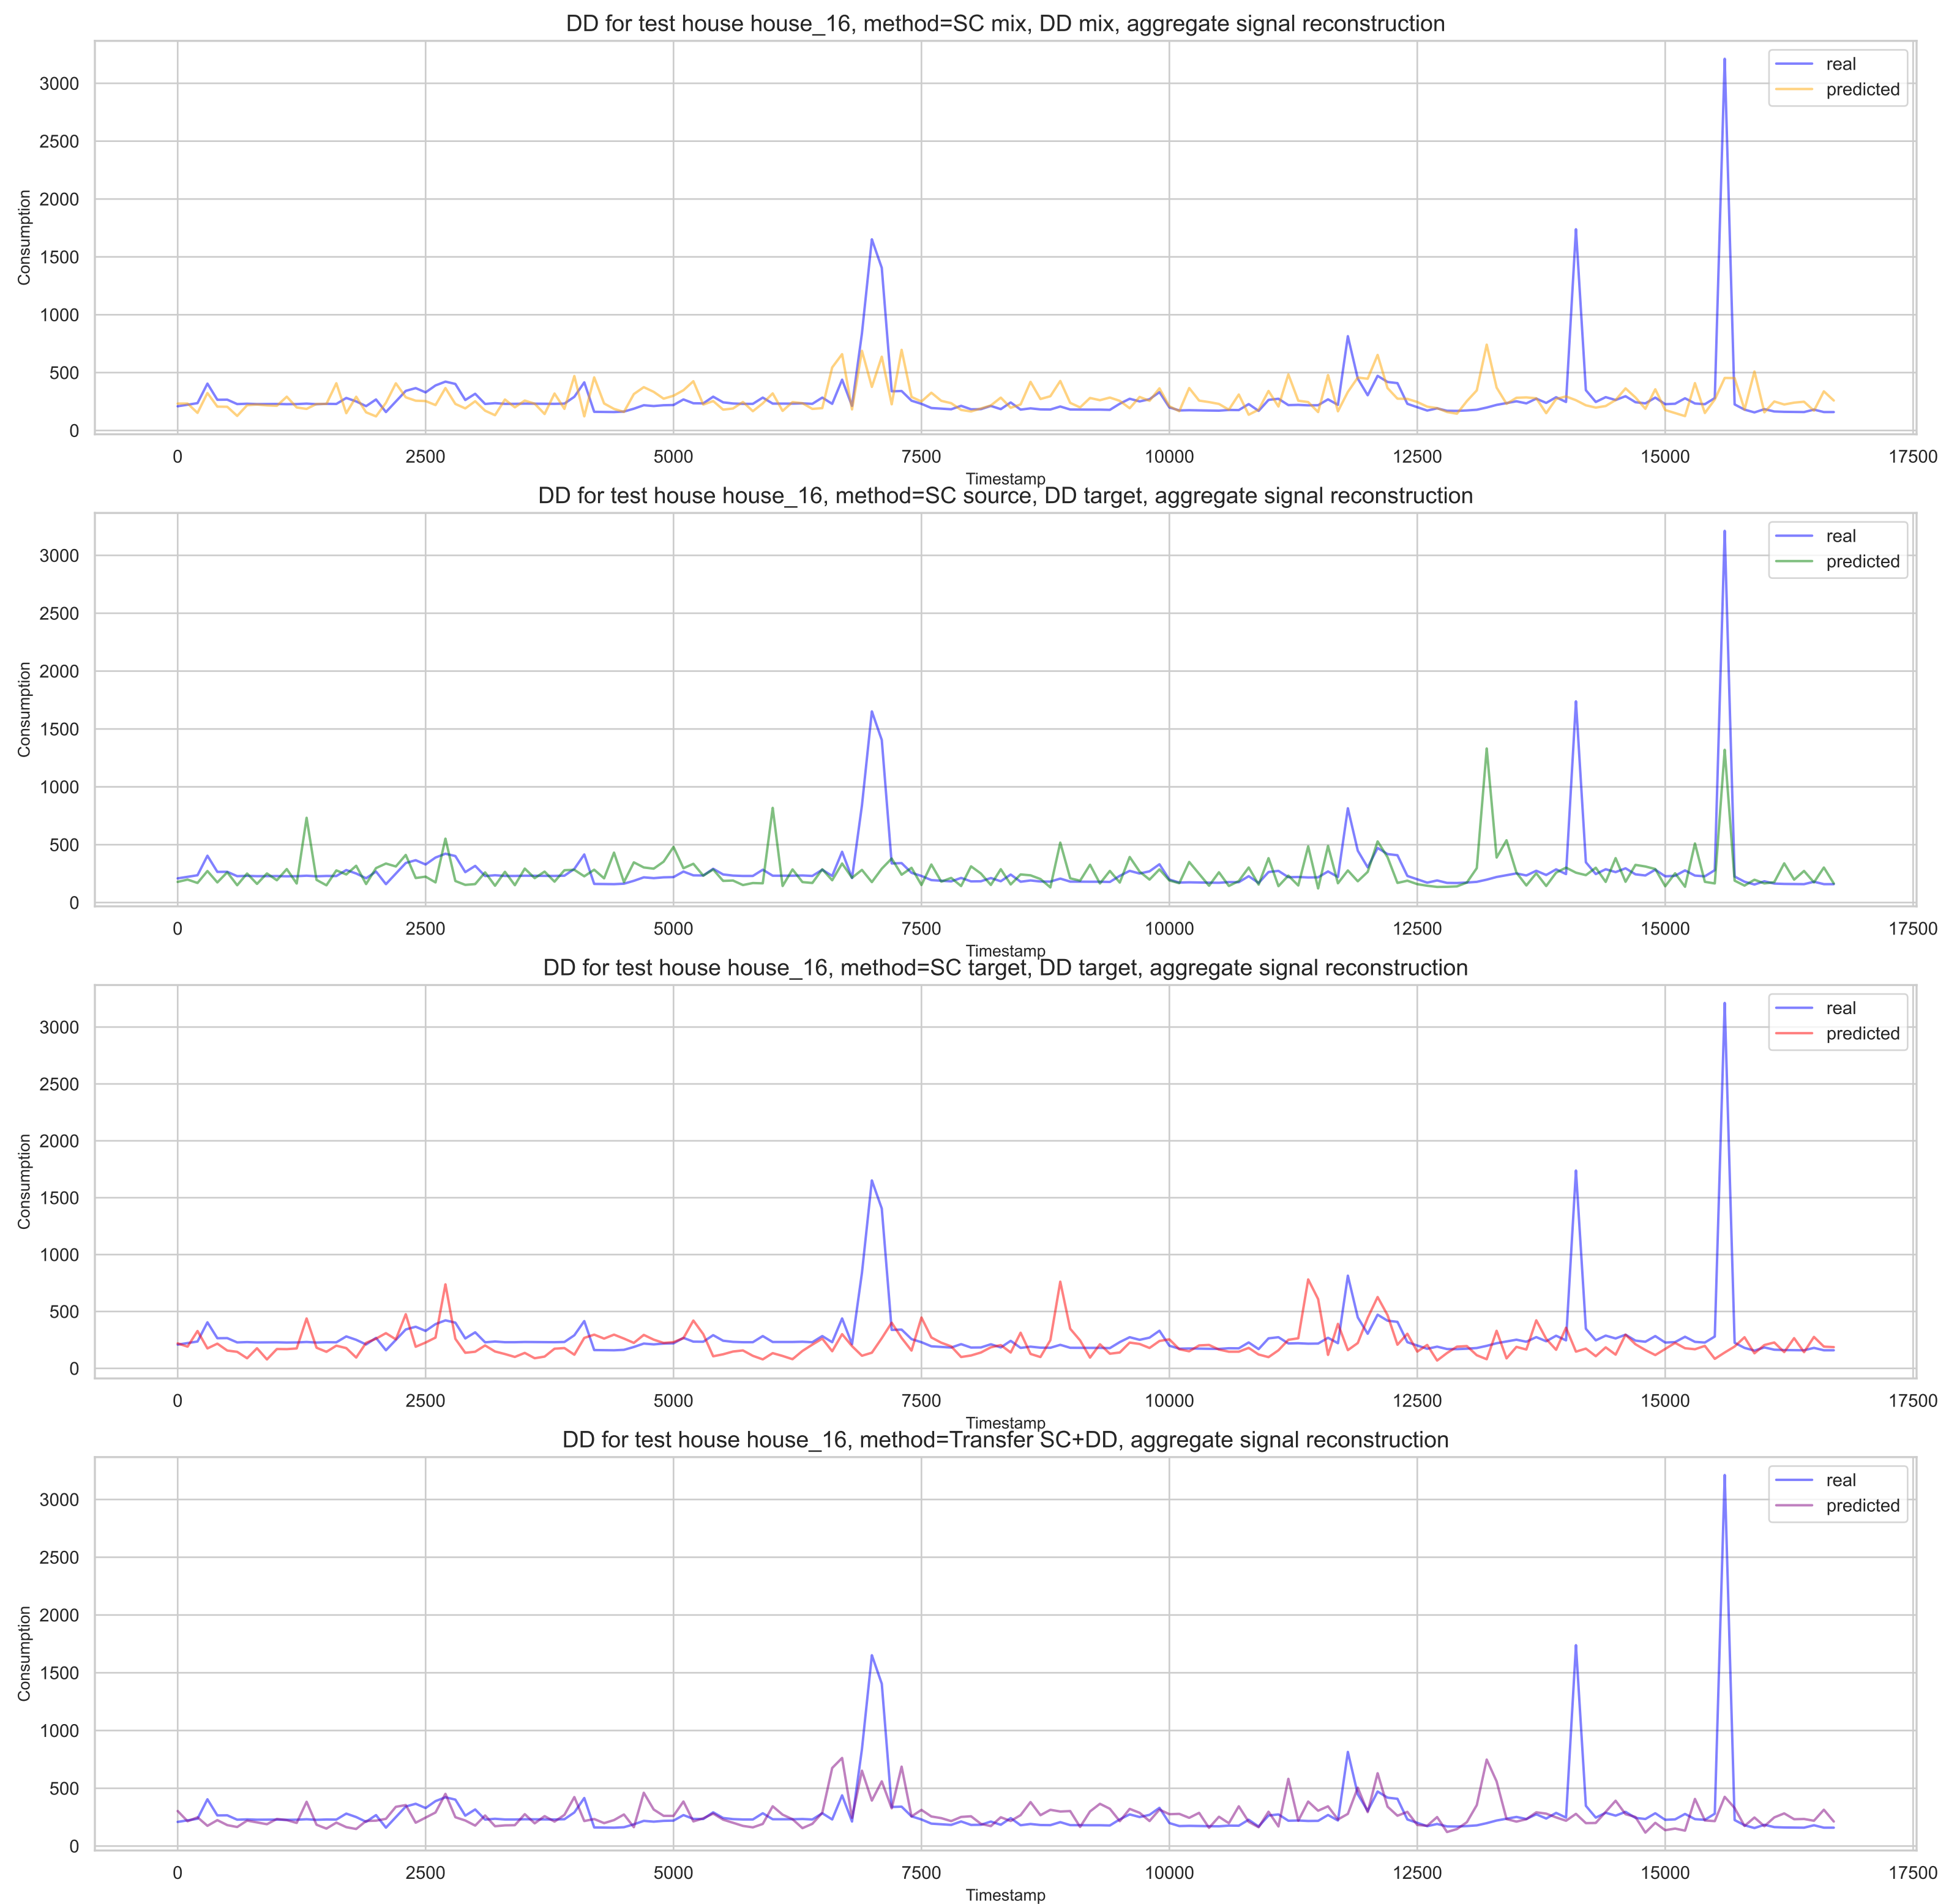 DD for test house house_16, method=SC mix, DD mix, aggregate signal reconstruction
real
predicted
3000
2500
2000
1500
1000
500
0
Consumption
0 2500 5000 7500 10000 12500 15000 17500
Timestamp
DD for test house house_16, method=SC source, DD target, aggregate signal reconstruction
real
predicted
3000
2500
2000
1500
1000
500
0
Consumption
0 2500 5000 7500 10000 12500 15000 17500
Timestamp
DD for test house house_16, method=SC target, DD target, aggregate signal reconstruction
real
predicted
3000
2500
2000
1500
1000
500
0
Consumption
0 2500 5000 7500 10000 12500 15000 17500
Timestamp
DD for test house house_16, method=Transfer SC+DD, aggregate signal reconstruction
real
predicted
3000
2500
2000
1500
1000
500
0
Consumption
0 2500 5000 7500 10000 12500 15000 17500
Timestamp